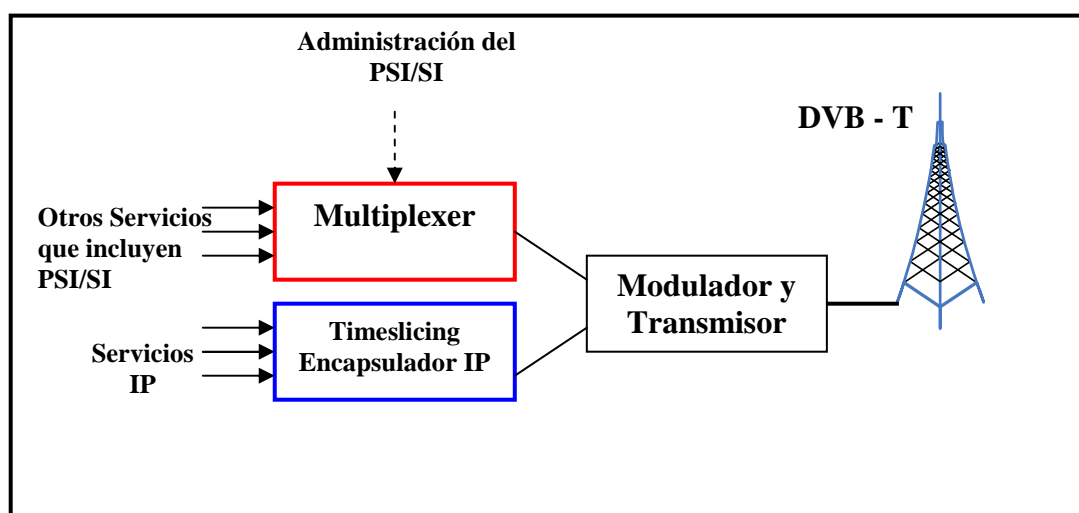 Administración del
PSI/SI
DVB - T
Multiplexer
Otros Servicios
que incluyen
PSI/SI
Modulador y
Transmisor
Timeslicing
Encapsulador IP
Servicios
IP